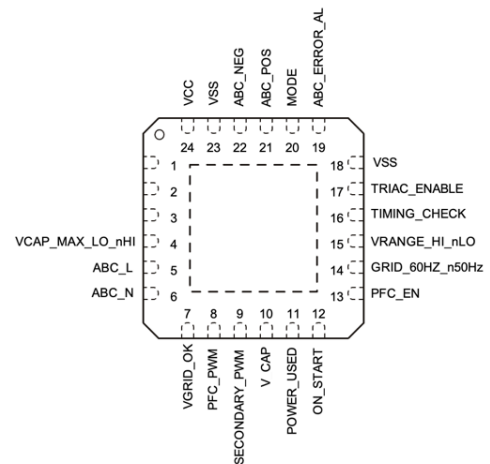 VCC
VSS
ABC_NEG
ABC_POS
MODE
ABC_ERROR_AL
24
23
22
21
20
19
1
18
VSS
2
17
TRIAC_ENABLE
3
16
TIMING_CHECK
VCAP_MAX_LO_nHI
4
15
VRANGE_HI_nLO
ABC_L
5
14
GRID_60HZ_n50Hz
ABC_N
6
13
PFC_EN
7
8
9
10
11
12
VGRID_OK
PFC_PWM
SECONDARY_PWM
V CAP
POWER_USED
ON_START